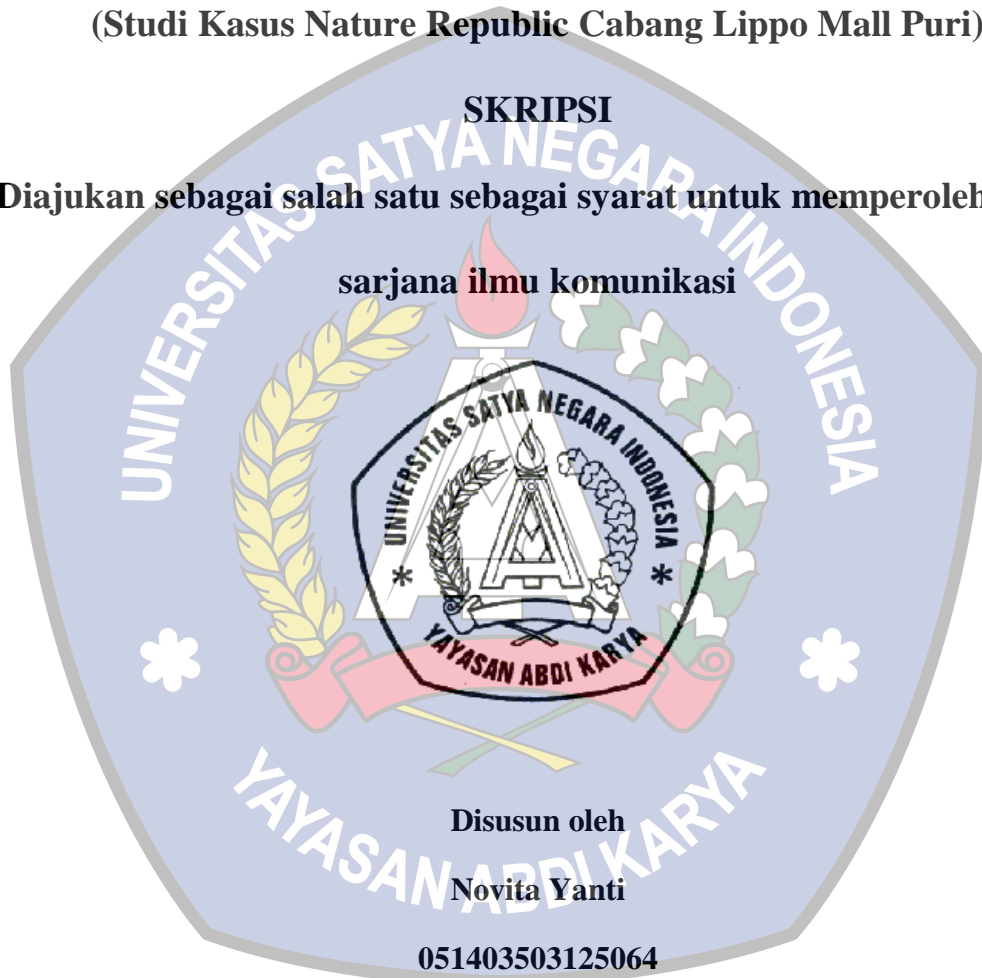 (Studi Kasus Nature Republic Cabang Lippo Mall Puri)
SKRIPSI
Diajukan sebagai salah satu sebagai syarat untuk memperoleh
sarjana ilmu komunikasi
UNIVERSITAS SATYA NEGARA INDONESIA
YAYASAN ABDI KARYA
UNIVERSITAS SATYA NEGARA INDONESIA
YAYASAN ABDI KARYA
Disusun oleh
Novita Yanti
051403503125064